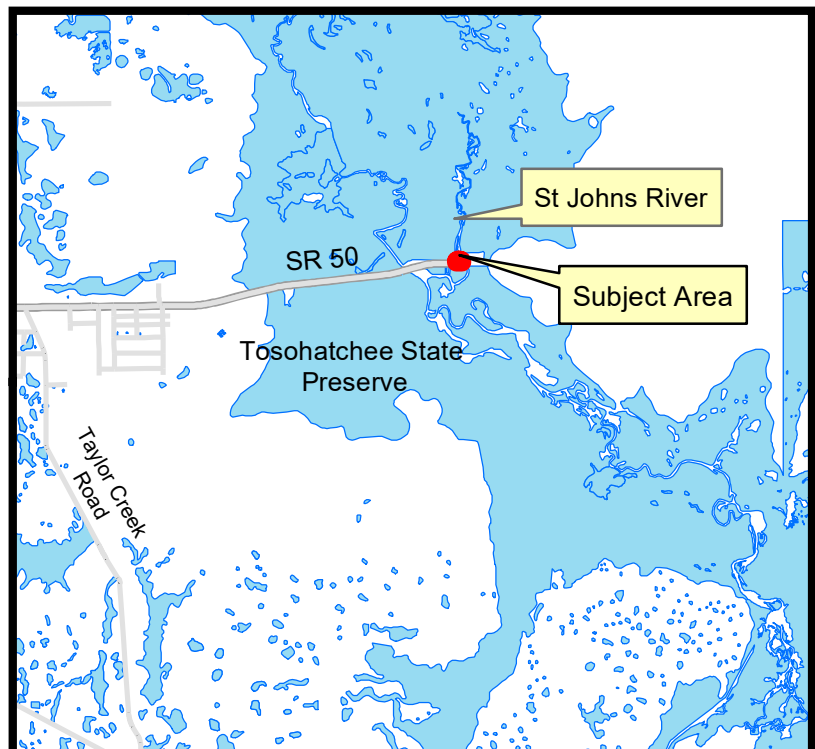 St Johns River
SR 50
Subject Area
Tosohatchee State
Preserve
Taylor Creek
Road